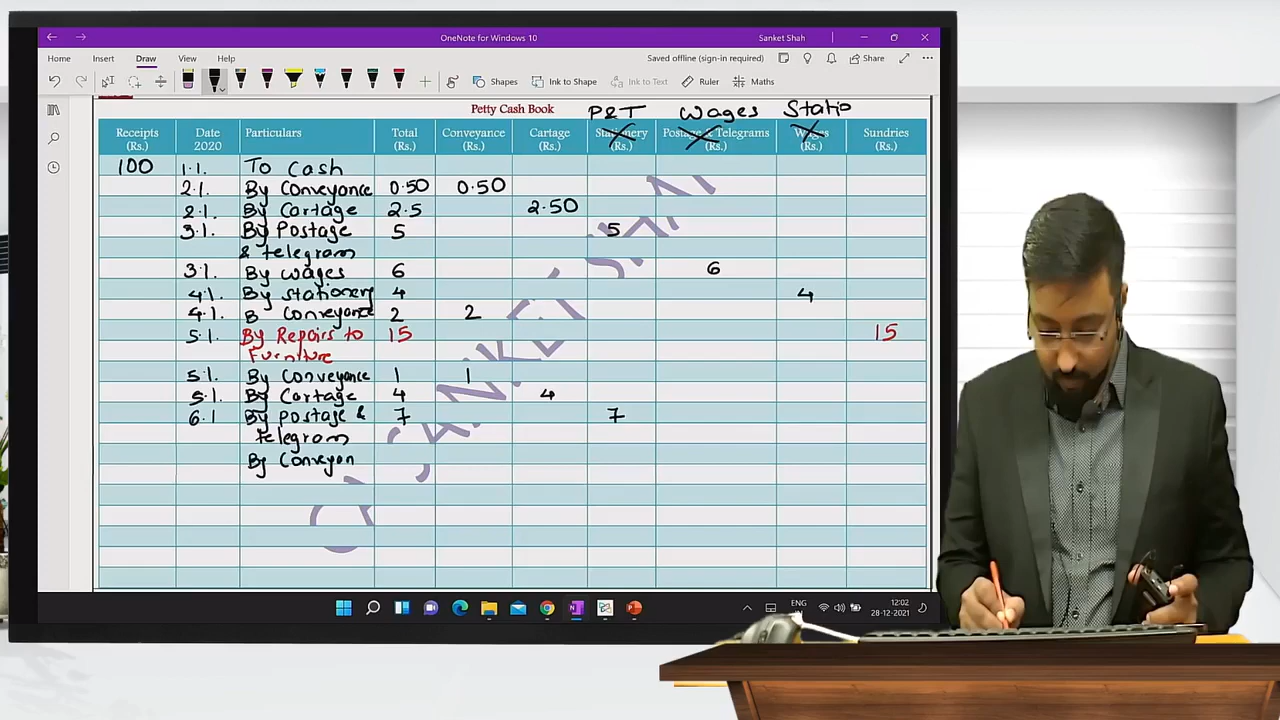 OneNote for Windows 10
Sanket Shah
Home Insert Draw View Help
Saved offline (sign-in required) Share
Shapes Ink to Shape Ink to Text Ruler Maths
Petty Cash Book P&T Wages Statio
Receipts (Rs.) Date 2020 Particulars Total (Rs.) Conveyance (Rs.) Cartage (Rs.) Stationery (Rs.) Postage & Telegrams (Rs.) Wages (Rs.) Sundries (Rs.)
100 1.1. To Cash
2.1. By Conveyance 0.50 0.50
2.1. By Cartage 2.5 2.50
3.1. By Postage 5 5
& telegram
3.1. By wages 6 6
4.1. By stationery 4 4
4.1. B Conveyance 2 2
5.1. By Repairs to 15 15
Furniture
5.1. By Conveyance 1 1
5.1. By Cartage 4 4
6.1 By postage & 7 7
telegram
By Conveyan
CA SANKET SHAH
ENG
IN
12:02
28-12-2021